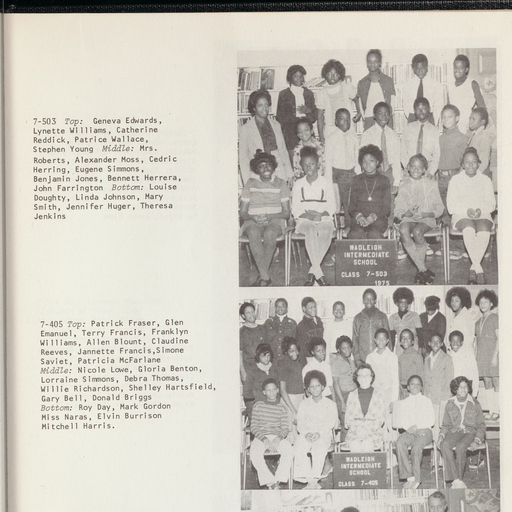 7-503 Top: Geneva Edwards,
Lynette Williams, Catherine
Reddick, Patrice Wallace,
Stephen Young Middle: Mrs.
Roberts, Alexander Moss, Cedric
Herring, Eugene Simmons,
Benjamin Jones, Bennett Herrera,
John Farrington Bottom: Louise
Doughty, Linda Johnson, Mary
Smith, Jennifer Huger, Theresa
Jenkins
WADLEIGH
INTERMEDIATE
SCHOOL
CLASS 7-503
1975
7-405 Top: Patrick Fraser, Glen
Emanuel, Terry Francis, Franklyn
Williams, Allen Blount, Claudine
Reeves, Jannette Francis,Simone
Saviet, Patricia McFarlane
Middle: Nicole Lowe, Gloria Benton,
Lorraine Simmons, Debra Thomas,
Willie Richardson, Shelley Hartsfield,
Gary Bell, Donald Briggs
Bottom: Roy Day, Mark Gordon
Miss Naras, Elvin Burrison
Mitchell Harris.
WADLEIGH
INTERMEDIATE
SCHOOL
CLASS 7-405